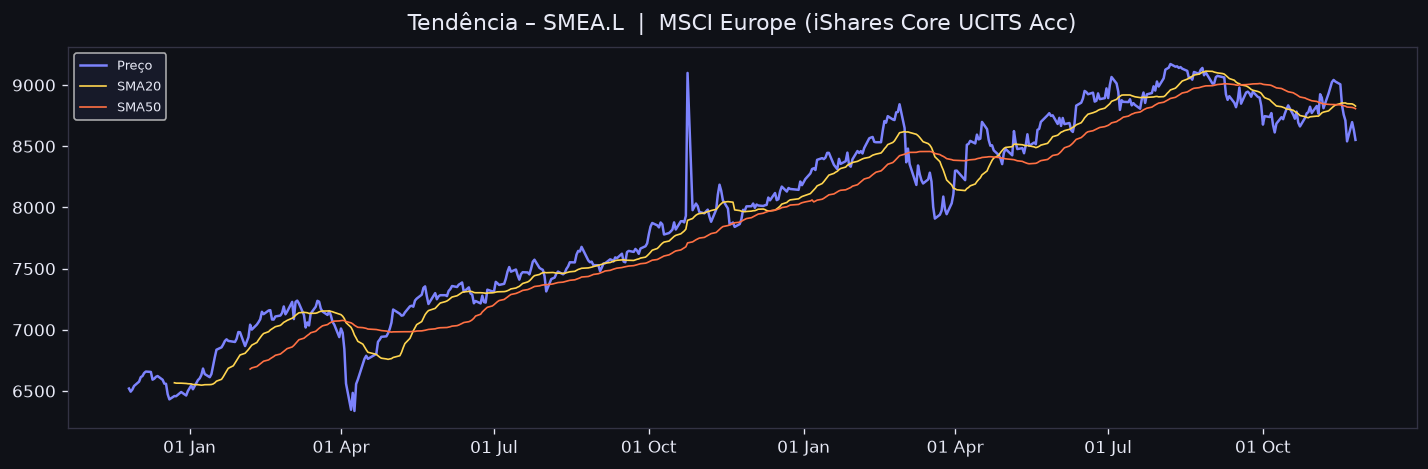 Tendência – SMEA.L | MSCI Europe (iShares Core UCITS Acc)
Preço
SMA20
SMA50
9000
8500
8000
7500
7000
6500
01 Jan 01 Apr 01 Jul 01 Oct 01 Jan 01 Apr 01 Jul 01 Oct